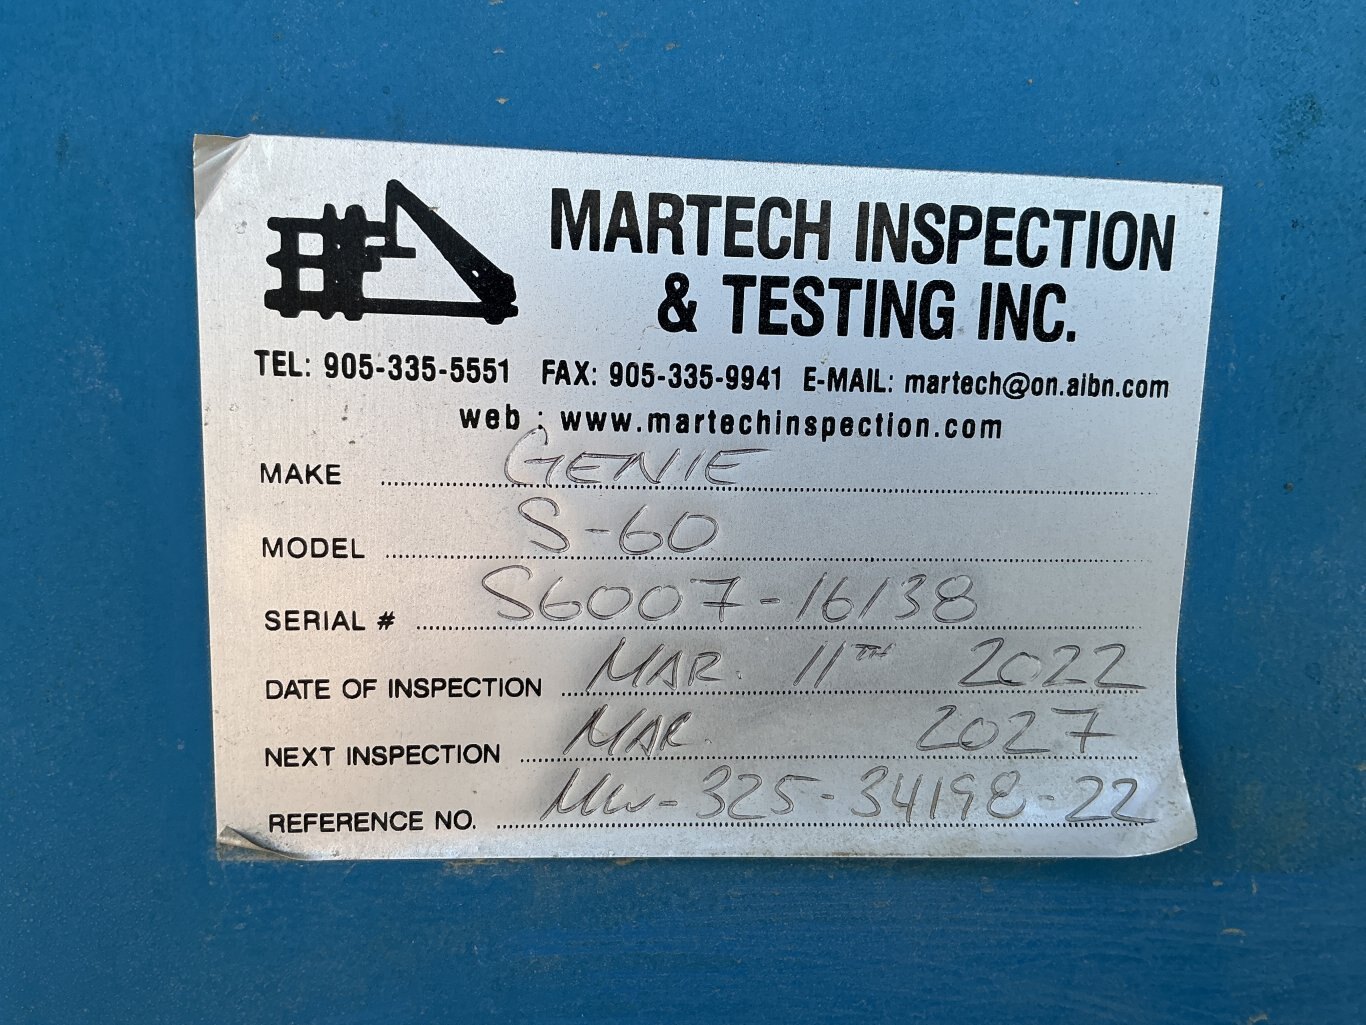 MARTECH INSPECTION
& TESTING INC.
TEL: 905-335-5551 FAX: 905-335-9941 E-MAIL: martech@on.aibn.com
web : www.martechinspection.com
MAKE GENIE
MODEL S-60
SERIAL # S6007-16138
DATE OF INSPECTION MAR. 11TH 2022
NEXT INSPECTION MAR. 2027
REFERENCE NO. MW-325-34198-22